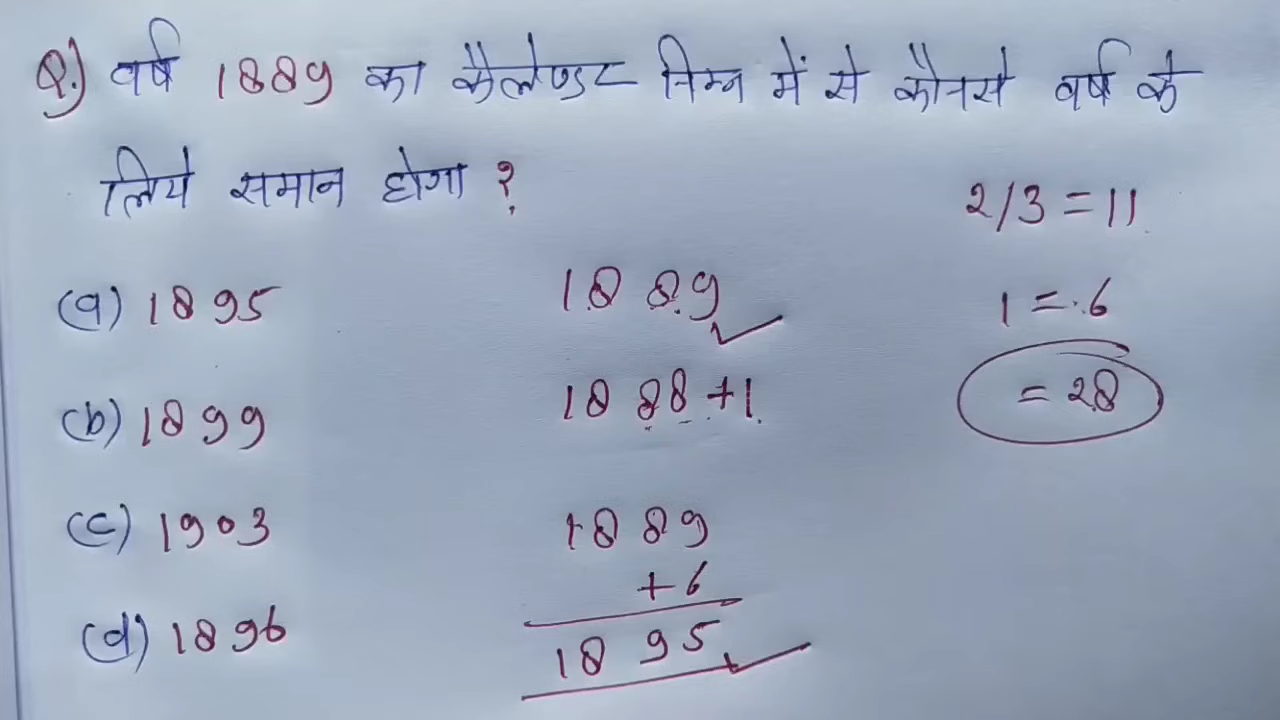 Q.) वर्ष 1889 का कैलेण्डर निम्न में से कौनसे वर्ष के
लिये समान होगा ?
2/3 = 11
(a) 1895
1889
1 = 6
(b) 1899
1888 +1
= 28
(c) 1903
1889
+6
(d) 1896
1895